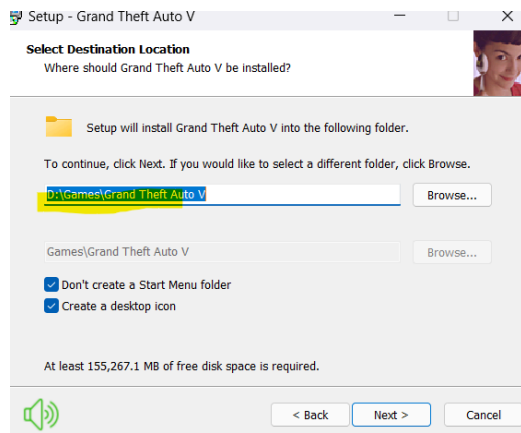 Setup - Grand Theft Auto V
Select Destination Location
Where should Grand Theft Auto V be installed?
Setup will install Grand Theft Auto V into the following folder.
To continue, click Next. If you would like to select a different folder, click Browse.
D:\Games\Grand Theft Auto V
Browse...
Games\Grand Theft Auto V
Browse...
Don't create a Start Menu folder
Create a desktop icon
At least 155,267.1 MB of free disk space is required.
< Back
Next >
Cancel